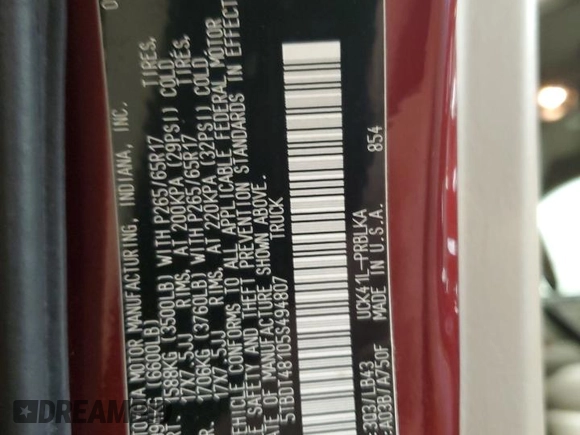 MOTOR MANUFACTURING, INDIANA, INC.
(6600LB)
1588KG (3500LB) WITH P265/65R17 TIRES,
17X7.5JJ RIMS, AT 200KPA (29PSI) COLD
1706KG (3760LB) WITH P265/65R17 TIRES,
17X7.5JJ RIMS, AT 220KPA (32PSI) COLD,
VEHICLE CONFORMS TO ALL APPLICABLE FEDERAL MOTOR
SAFETY AND THEFT PREVENTION STANDARDS IN EFFECT
DATE OF MANUFACTURE SHOWN ABOVE.
5TBDT48105S494807 TRUCK
UCK41L-PRBLKA 854
303/LB43 MADE IN U.S.A.
A03B/A750F
DREAMCAR